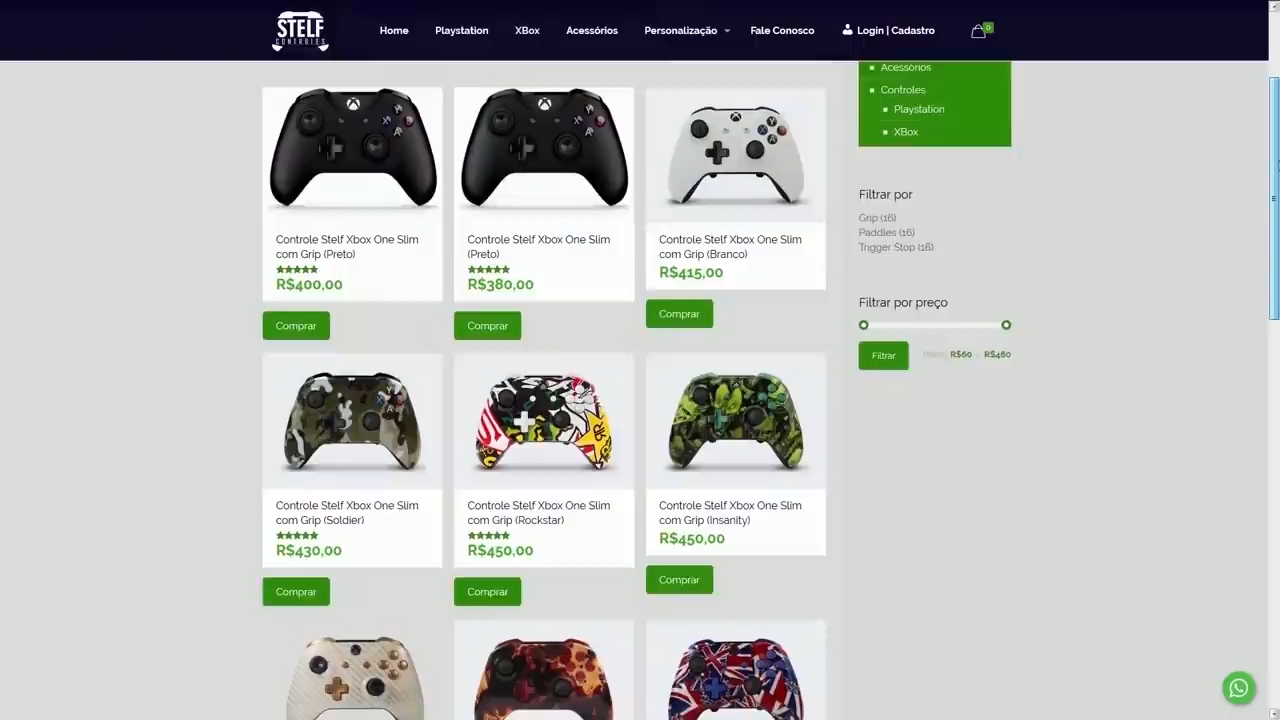 STELF
CONTROLES
Home
Playstation
XBox
Acessórios
Personalização
Fale Conosco
Login | Cadastro
0
Acessórios
Controles
Playstation
XBox
Filtrar por
Grip (16)
Paddles (16)
Trigger Stop (16)
Filtrar por preço
Filtrar
R$60 - R$460
Controle Stelf Xbox One Slim
com Grip (Preto)
R$400,00
Comprar
Controle Stelf Xbox One Slim
(Preto)
R$380,00
Comprar
Controle Stelf Xbox One Slim
com Grip (Branco)
R$415,00
Comprar
Controle Stelf Xbox One Slim
com Grip (Soldier)
R$430,00
Comprar
Controle Stelf Xbox One Slim
com Grip (Rockstar)
R$450,00
Comprar
Controle Stelf Xbox One Slim
com Grip (Insanity)
R$450,00
Comprar